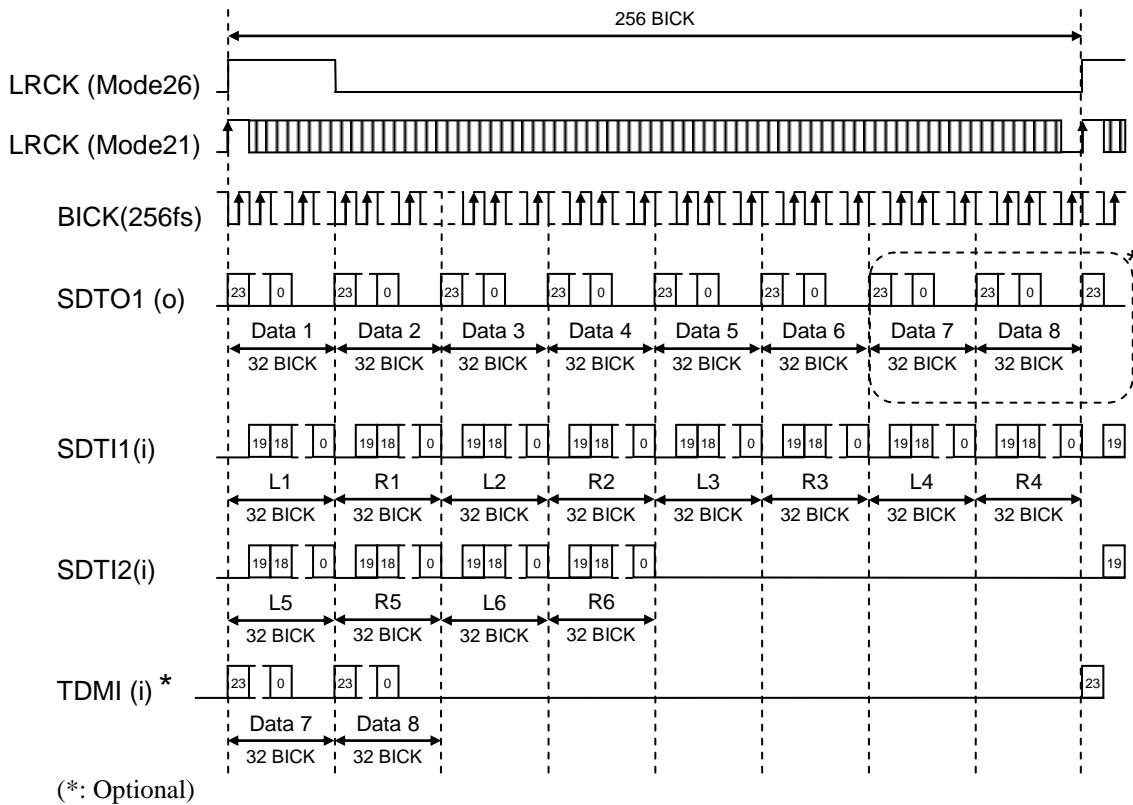 256 BICK
LRCK (Mode26)
LRCK (Mode21)
BICK(256fs)
*
SDTO1 (o)
23 0 23 0 23 0 23 0 23 0 23 0 23 0 23 0 23
Data 1 Data 2 Data 3 Data 4 Data 5 Data 6 Data 7 Data 8
32 BICK 32 BICK 32 BICK 32 BICK 32 BICK 32 BICK 32 BICK 32 BICK
SDTI1(i)
19 18 0 19 18 0 19 18 0 19 18 0 19 18 0 19 18 0 19 18 0 19 18 0 19
L1 R1 L2 R2 L3 R3 L4 R4
32 BICK 32 BICK 32 BICK 32 BICK 32 BICK 32 BICK 32 BICK 32 BICK
SDTI2(i)
19 18 0 19 18 0 19 18 0 19 18 0 19
L5 R5 L6 R6
32 BICK 32 BICK 32 BICK 32 BICK
TDMI (i) *
23 0 23 0 23
Data 7 Data 8
32 BICK 32 BICK
(*: Optional)